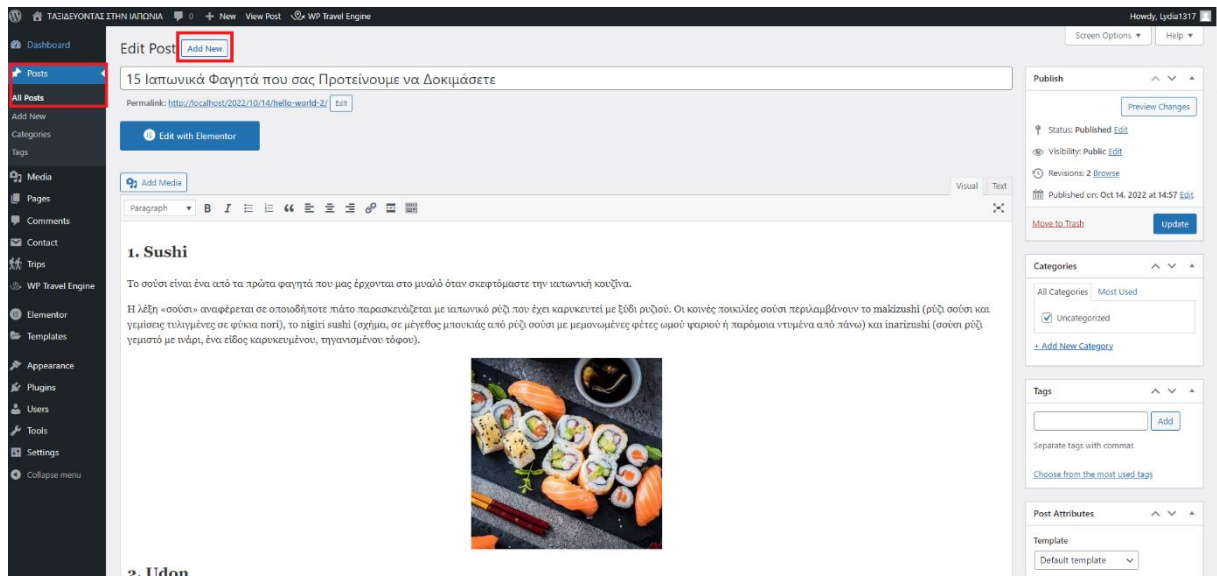 ΤΑΞΙΔΕΥΟΝΤΑΣ ΣΤΗΝ ΙΑΠΩΝΙΑ 0 + New View Post WP Travel Engine Howdy, Lydia1317
Screen Options Help
Dashboard
Posts
All Posts
Add New
Categories
Tags
Media
Pages
Comments
Contact
Trips
WP Travel Engine
Elementor
Templates
Appearance
Plugins
Users
Tools
Settings
Collapse menu
Edit Post Add New
15 Ιαπωνικά Φαγητά που σας Προτείνουμε να Δοκιμάσετε
Permalink: http://localhost/2022/10/14/hello-world-2/ Edit
Edit with Elementor
Add Media
Visual Text
Paragraph B I
1. Sushi
Το σούσι είναι ένα από τα πρώτα φαγητά που μας έρχονται στο μυαλό όταν σκεφτόμαστε την ιαπωνική κουζίνα.
Η λέξη «σούσι» αναφέρεται σε οποιοδήποτε πιάτο παρασκευάζεται με ιαπωνικό ρύζι που έχει καρυκευτεί με ξύδι ρυζιού. Οι κοινές ποικιλίες σούσι περιλαμβάνουν το makizushi (ρύζι σούσι και
γεμίσεις τυλιγμένες σε φύκια nori), το nigiri sushi (σχήμα, σε μέγεθος μπουκιάς από ρύζι σούσι με μεμονωμένες φέτες ωμού ψαριού ή παρόμοια ντυμένα από πάνω) και inarizushi (σούσι ρύζι
γεμιστό με ινάρι, ένα είδος καρυκευμένου, τηγανισμένου τόφου).
2. Udon
Publish
Preview Changes
Status: Published Edit
Visibility: Public Edit
Revisions: 2 Browse
Published on: Oct 14, 2022 at 14:57 Edit
Move to Trash Update
Categories
All Categories Most Used
Uncategorized
+ Add New Category
Tags
Add
Separate tags with commas
Choose from the most used tags
Post Attributes
Template
Default template